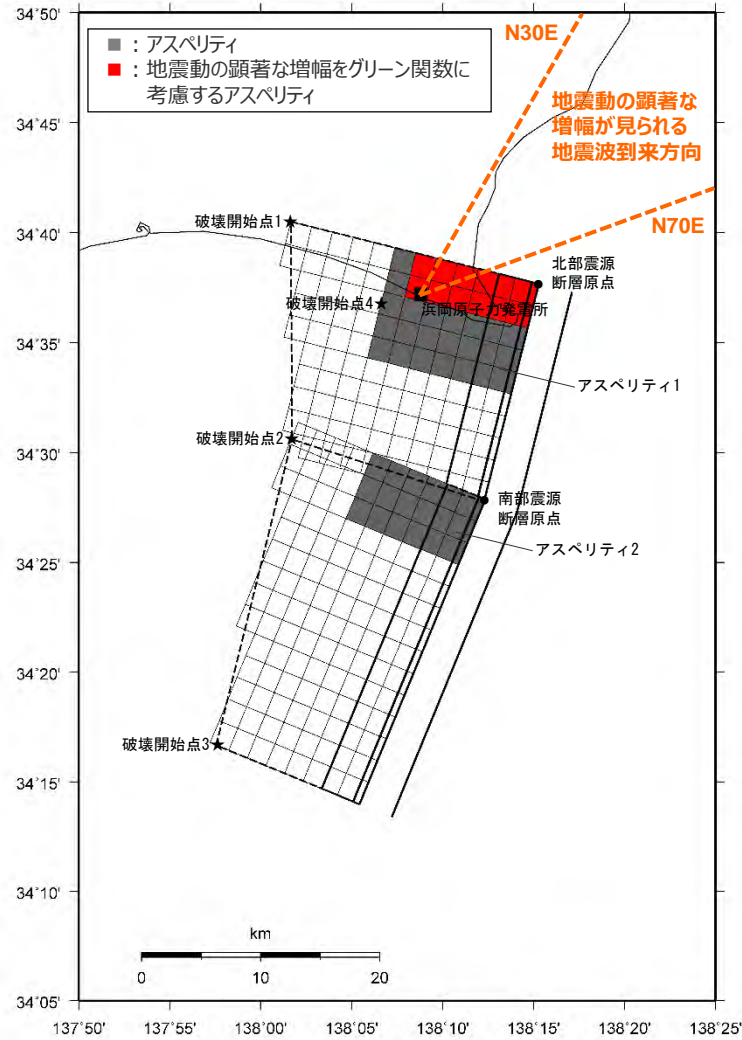 34°50'
■ : アスペリティ
■ : 地震動の顕著な増幅をグリーン関数に
考慮するアスペリティ
N30E
地震動の顕著な
増幅が見られる
地震波到来方向
34°45'
N70E
34°40'
破壊開始点1
北部震源
断層原点
破壊開始点4
浜岡原子力発電所
34°35'
アスペリティ1
34°30'
破壊開始点2
南部震源
断層原点
アスペリティ2
34°25'
34°20'
破壊開始点3
34°15'
34°10'
km
0 10 20
34°05'
137°50' 137°55' 138°00' 138°05' 138°10' 138°15' 138°20' 138°25'